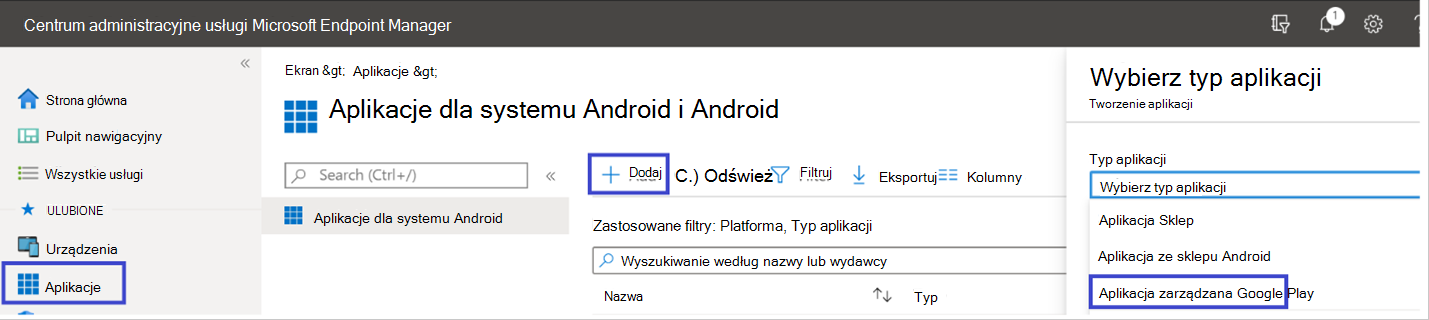 Centrum administracyjne usługi Microsoft Endpoint Manager
1
Strona główna
Pulpit nawigacyjny
Wszystkie usługi
ULUBIONE
Urządzenia
Aplikacje
Ekran &gt; Aplikacje &gt;
Aplikacje dla systemu Android i Android
Search (Ctrl+/)
Aplikacje dla systemu Android
Dodaj C.) Odśwież Filtruj Eksportuj Kolumny
Zastosowane filtry: Platforma, Typ aplikacji
Wyszukiwanie według nazwy lub wydawcy
Nazwa Typ
Wybierz typ aplikacji
Tworzenie aplikacji
Typ aplikacji
Wybierz typ aplikacji
Aplikacja Sklep
Aplikacja ze sklepu Android
Aplikacja zarządzana Google Play